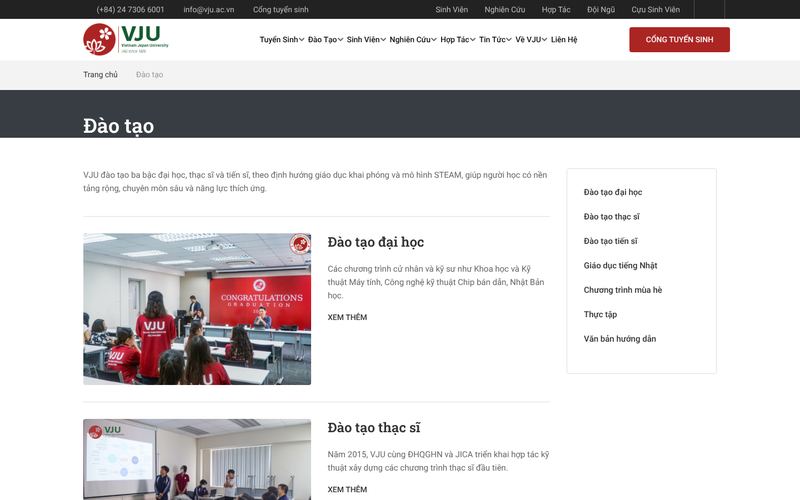 (+84) 24 7306 6001 info@vju.ac.vn Cổng tuyển sinh Sinh Viên Nghiên Cứu Hợp Tác Đội Ngũ Cựu Sinh Viên
VJU
Vietnam Japan University
Tuyển Sinh Đào Tạo Sinh Viên Nghiên Cứu Hợp Tác Tin Tức Về VJU Liên Hệ
CỔNG TUYỂN SINH
Trang chủ Đào tạo
Đào tạo
VJU đào tạo ba bậc đại học, thạc sĩ và tiến sĩ, theo định hướng giáo dục khai phóng và mô hình STEAM, giúp người học có nền
tảng rộng, chuyên môn sâu và năng lực thích ứng.
CONGRATULATIONS
GRADUATION
VJU
VJU
Đào tạo đại học
Các chương trình cử nhân và kỹ sư như Khoa học và Kỹ
thuật Máy tính, Công nghệ kỹ thuật Chip bán dẫn, Nhật Bản
học.
XEM THÊM
VJU
Đào tạo thạc sĩ
Năm 2015, VJU cùng ĐHQGHN và JICA triển khai hợp tác kỹ
thuật xây dựng các chương trình thạc sĩ đầu tiên.
XEM THÊM
Đào tạo đại học
Đào tạo thạc sĩ
Đào tạo tiến sĩ
Giáo dục tiếng Nhật
Chương trình mùa hè
Thực tập
Văn bản hướng dẫn